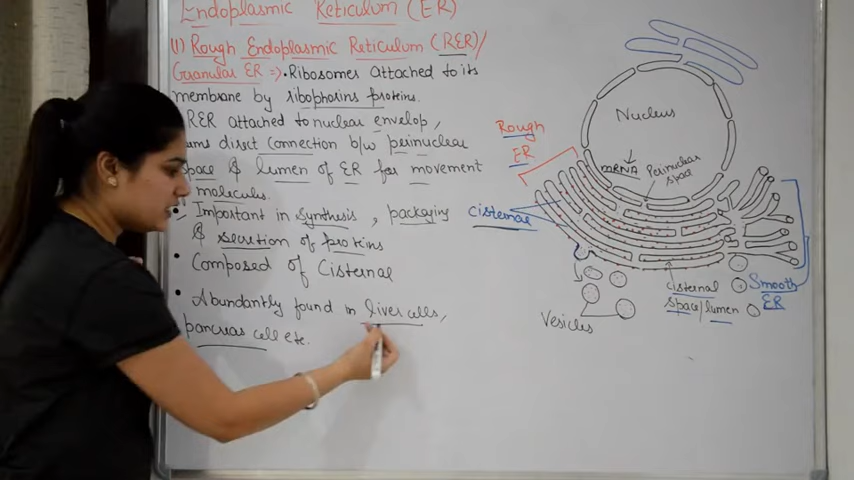 Endoplasmic Reticulum (ER)
(1) Rough Endoplasmic Reticulum (RER)/
Granular ER => • Ribosomes Attached to its
membrane by ribophorins proteins.
RER attached to nuclear envelop,
direct connection b/w perinuclear
space & lumen of ER for movement
molecules.
• Important in synthesis, packaging
& secretion of proteins
• Composed of Cisternal
• Abundantly found in liver cells,
pancreas cell etc.
Nucleus
mRNA
Perinuclear
space
Rough
ER
cisternae
cisternal
space/lumen
Smooth
ER
Vesicles